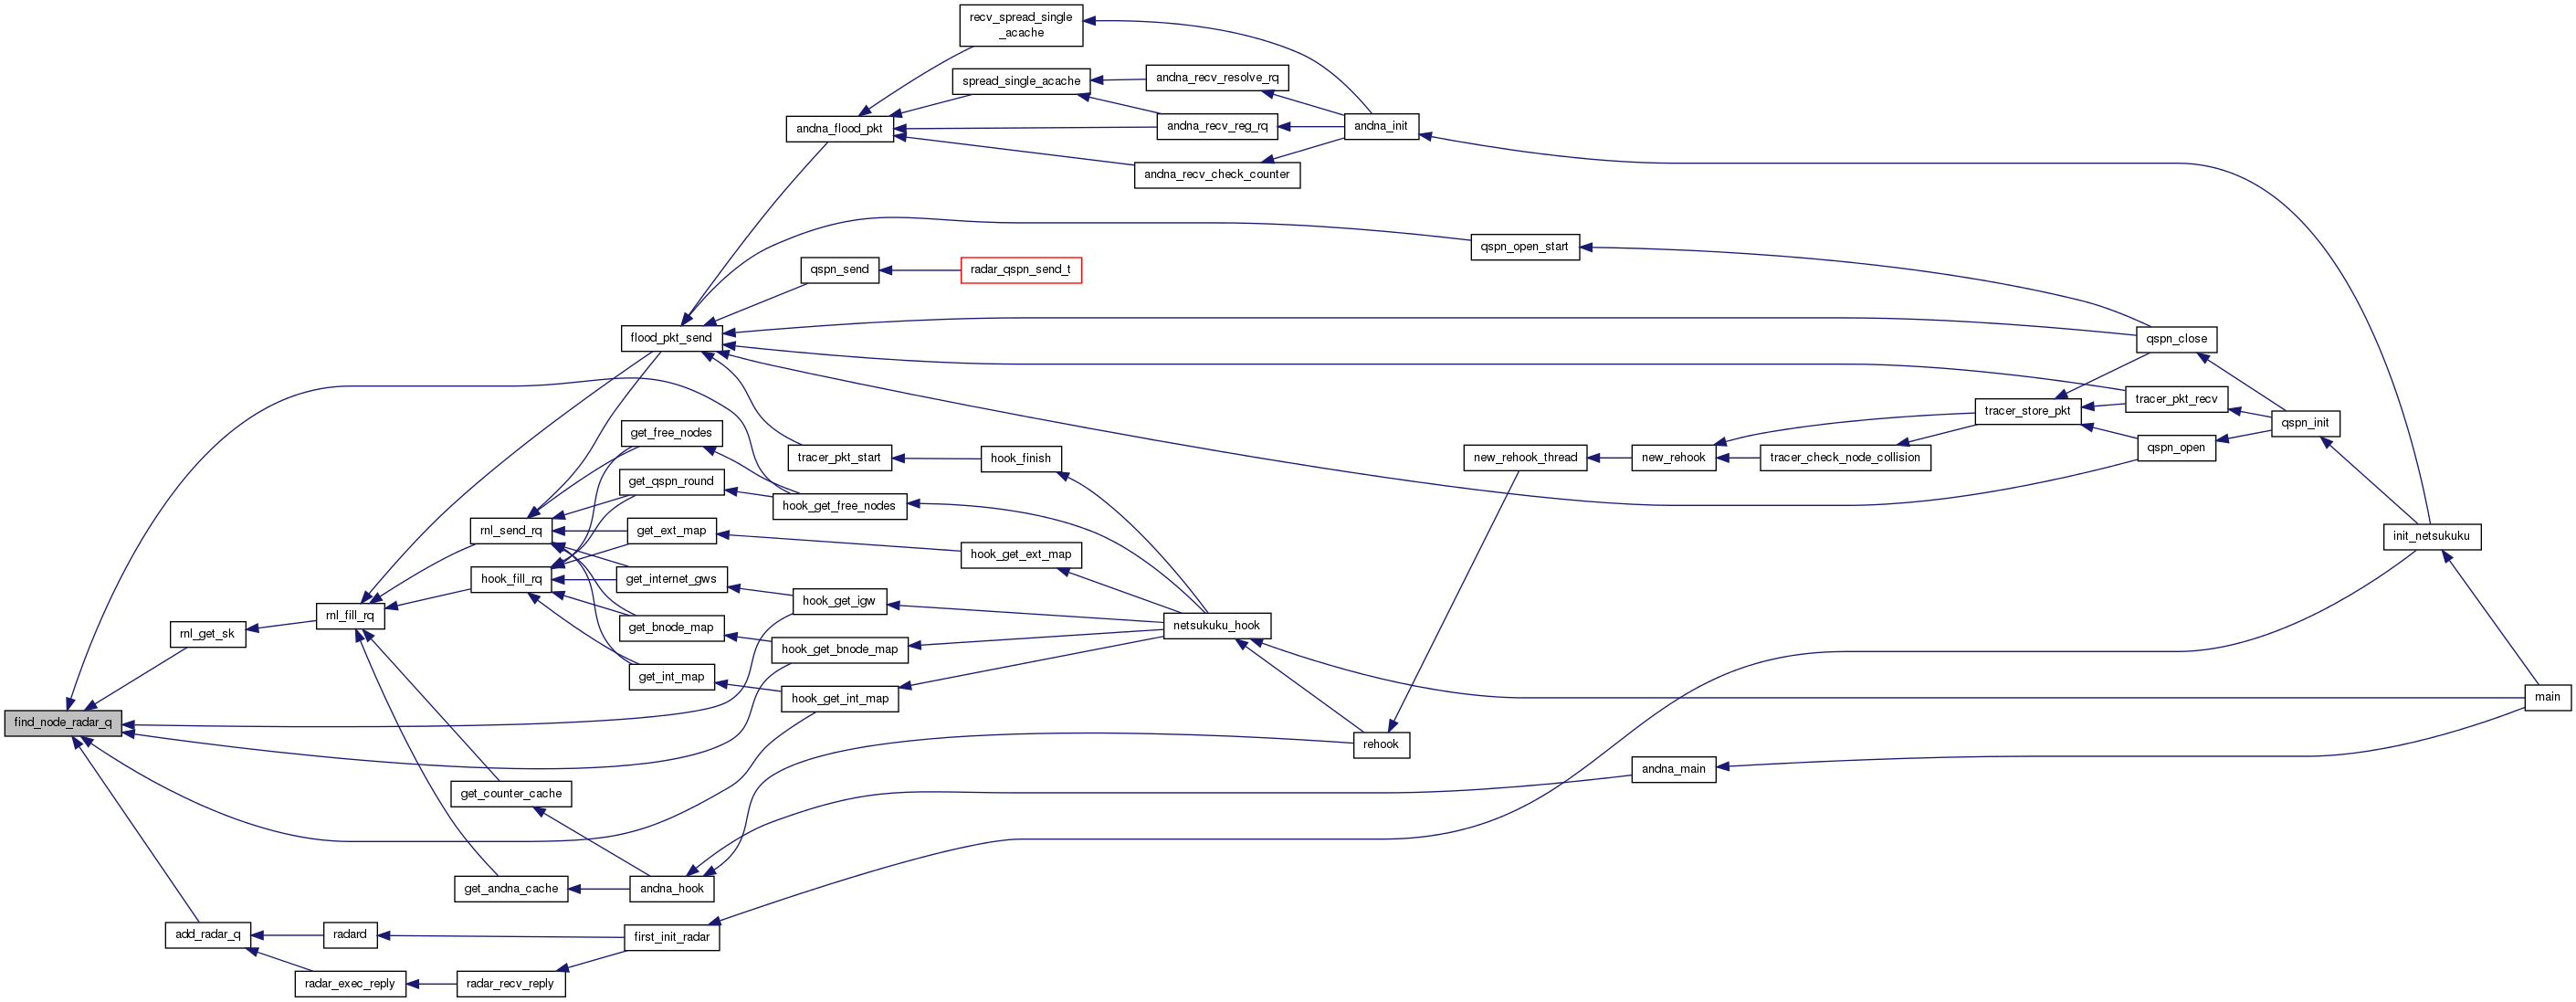 recv_spread_single
_acache
spread_single_acache
andna_recv_resolve_rq
andna_flood_pkt
andna_recv_reg_rq
andna_init
andna_recv_check_counter
qspn_open_start
qspn_send
radar_qspn_send_t
flood_pkt_send
qspn_close
tracer_pkt_recv
tracer_store_pkt
qspn_init
get_free_nodes
tracer_pkt_start
hook_finish
new_rehook_thread
new_rehook
tracer_check_node_collision
qspn_open
get_qspn_round
hook_get_free_nodes
rnl_send_rq
get_ext_map
hook_get_ext_map
init_netsukuku
hook_fill_rq
get_internet_gws
hook_get_igw
rnl_fill_rq
rnl_get_sk
get_bnode_map
netsukuku_hook
hook_get_bnode_map
get_int_map
hook_get_int_map
main
find_node_radar_q
rehook
andna_main
get_counter_cache
get_andna_cache
andna_hook
add_radar_q
radard
first_init_radar
radar_exec_reply
radar_recv_reply